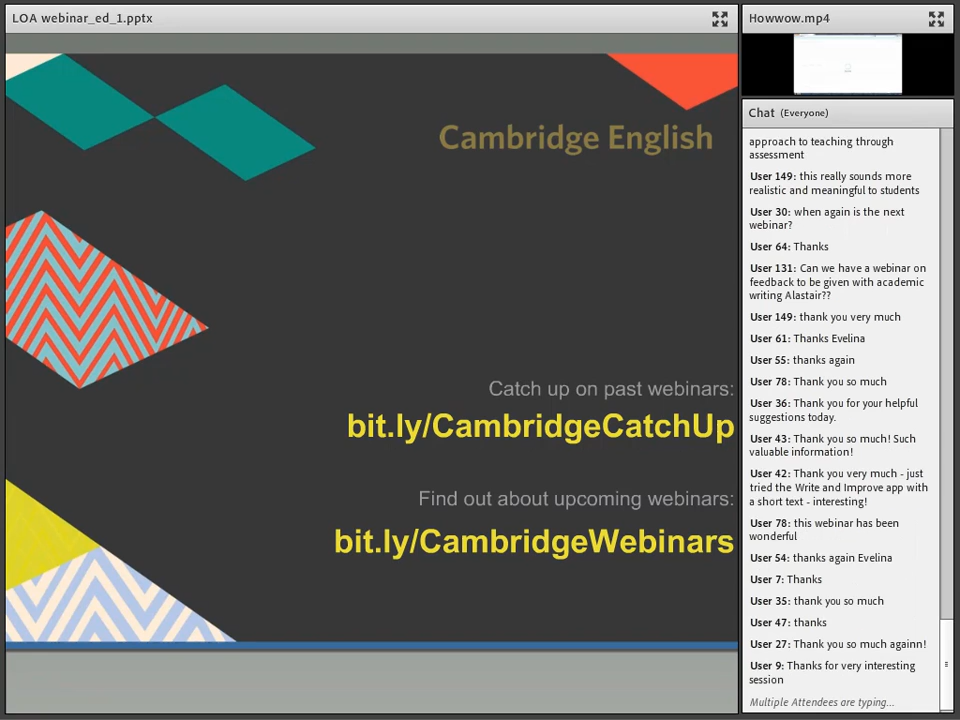 LOA webinar_ed_1.pptx
Cambridge English
Catch up on past webinars:
bit.ly/CambridgeCatchUp
Find out about upcoming webinars:
bit.ly/CambridgeWebinars
Howwow.mp4
Chat (Everyone)
approach to teaching through
assessment
User 149: this really sounds more
realistic and meaningful to students
User 30: when again is the next
webinar?
User 64: Thanks
User 131: Can we have a webinar on
feedback to be given with academic
writing Alastair??
User 149: thank you very much
User 61: Thanks Evelina
User 55: thanks again
User 78: Thank you so much
User 36: Thank you for your helpful
suggestions today.
User 43: Thank you so much! Such
valuable information!
User 42: Thank you very much - just
tried the Write and Improve app with
a short text - interesting!
User 78: this webinar has been
wonderful
User 54: thanks again Evelina
User 7: Thanks
User 35: thank you so much
User 47: thanks
User 27: Thank you so much againn!
User 9: Thanks for very interesting
session
Multiple Attendees are typing...